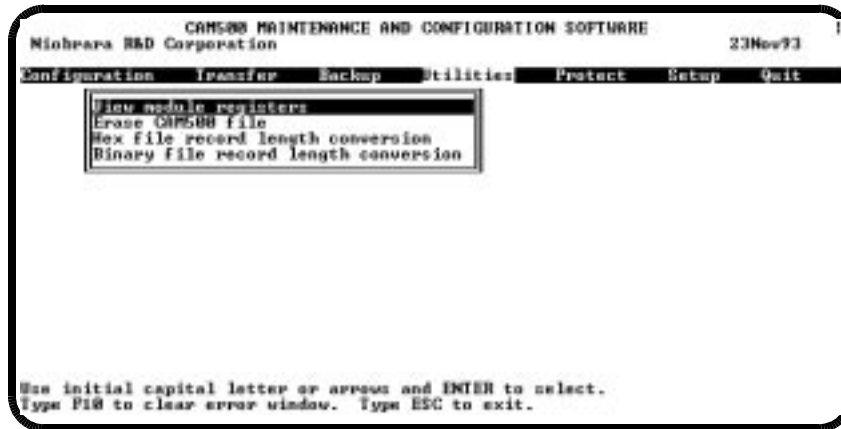 CAM500 MAINTENANCE AND CONFIGURATION SOFTWARE
Niobrara R&D Corporation 23Nov93
Configuration Transfer Backup Utilities Protect Setup Quit
View module registers
Erase CAM500 file
Hex file record length conversion
Binary file record length conversion
Use initial capital letter or arrows and ENTER to select.
Type F10 to clear error window. Type ESC to exit.